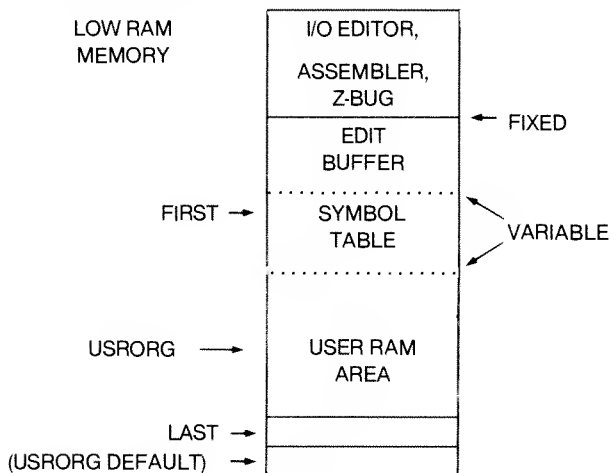 LOW RAM
MEMORY
I/O EDITOR,
ASSEMBLER,
Z-BUG
FIXED
EDIT
BUFFER
FIRST
SYMBOL
TABLE
VARIABLE
USRORG
USER RAM
AREA
LAST
(USRORG DEFAULT)